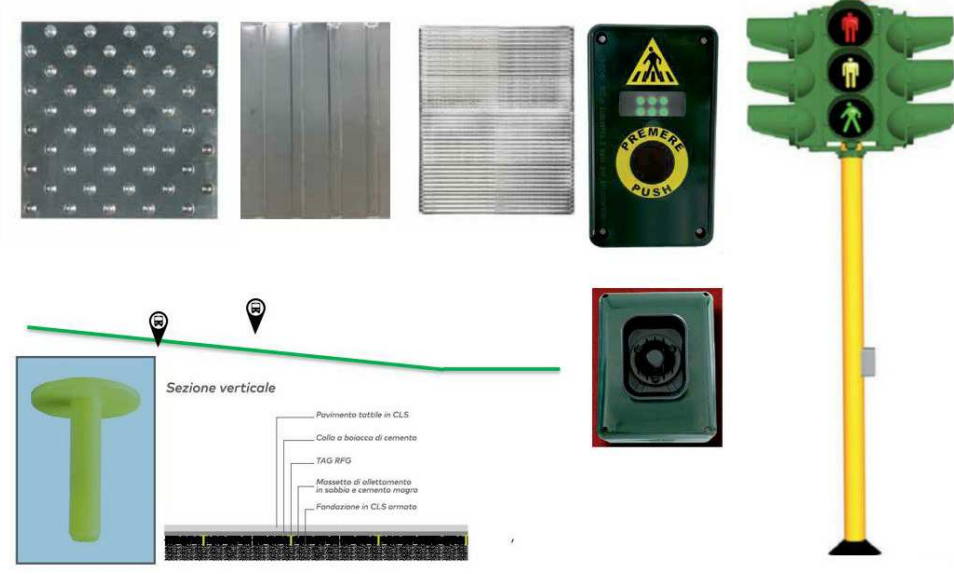 PREMERE
PUSH
Sezione verticale
Pavimento tattile in CLS
Colla a boiacca di cemento
TAG RFG
Massetto di allettamento
in sabbia e cemento magro
Fondazione in CLS armato